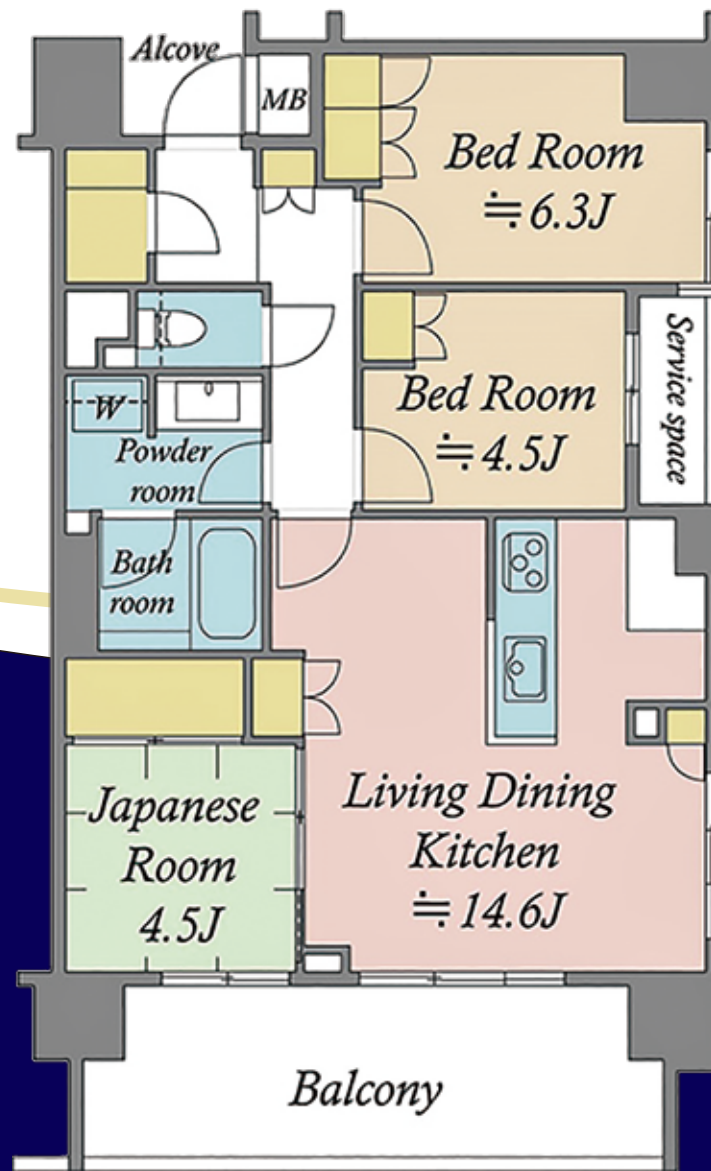 Alcove
MB
Bed Room
≒6.3J
Bed Room
≒4.5J
Service space
W
Powder
room
Bath
room
Japanese
Room
4.5J
Living Dining
Kitchen
≒14.6J
Balcony